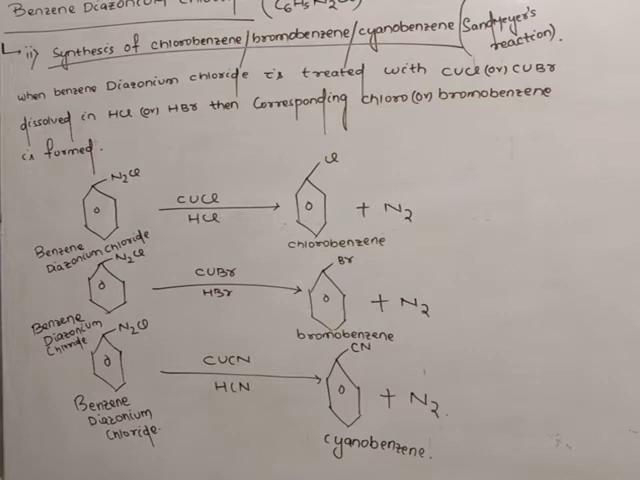 Benzene Diazonium (C6H5N2Cl)
ii) Synthesis of chlorobenzene/bromobenzene/cyanobenzene (Sandmeyer's reaction).
when benzene Diazonium chloride is treated with CUCl (or) CUBr
dissolved in HCl (or) HBr then Corresponding chloro (or) bromobenzene
is formed.
N2Cl CUCl HCl Cl + N2
Benzene Diazonium Chloride chlorobenzene
N2Cl CUBr HBr Br + N2
Benzene Diazonium Chloride bromobenzene
N2Cl CUCN HCN CN + N2.
Benzene Diazonium Chloride. cyanobenzene.